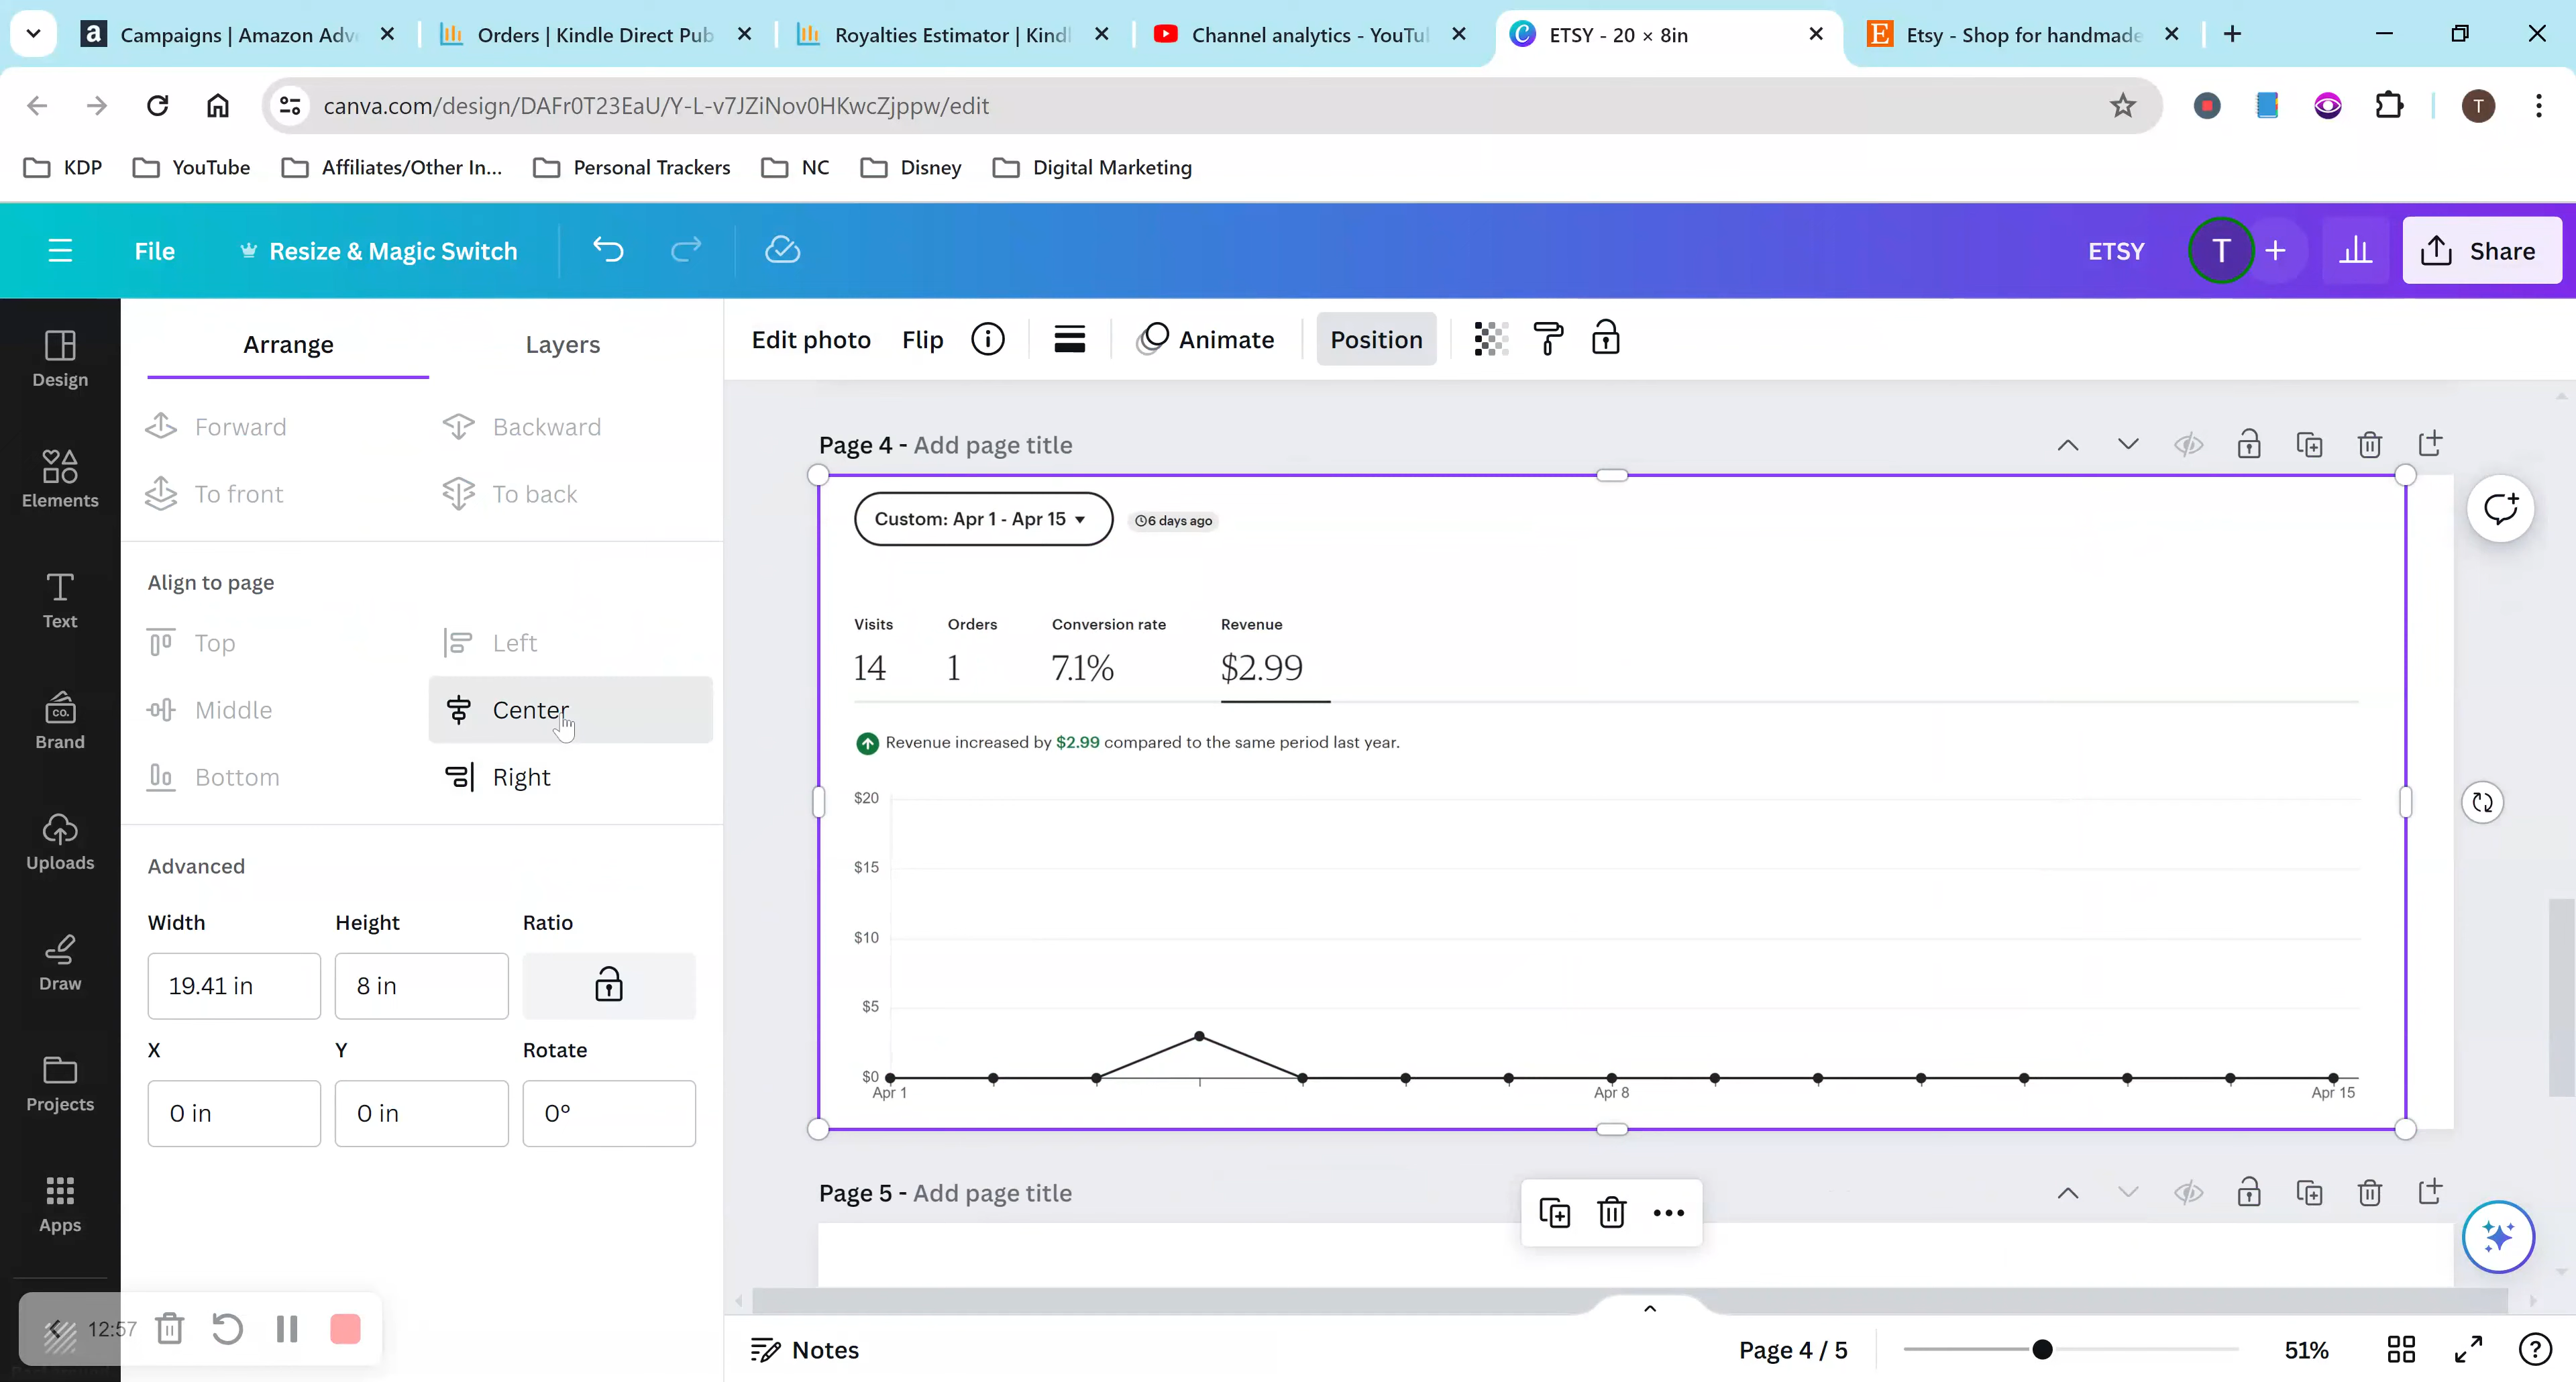 Campaigns | Amazon Adve
Orders | Kindle Direct Pub
Royalties Estimator | Kindl
Channel analytics - YouTu
ETSY - 20 × 8in
Etsy - Shop for handmade
canva.com/design/DAFr0T23EaU/Y-L-v7JZiNov0HKwcZjppw/edit
T
KDP
YouTube
Affiliates/Other In...
Personal Trackers
NC
Disney
Digital Marketing
File
Resize & Magic Switch
ETSY
T
Share
Design
Elements
Text
Brand
Uploads
Draw
Projects
Apps
Arrange
Layers
Forward
Backward
To front
To back
Align to page
Top
Left
Middle
Center
Bottom
Right
Advanced
Width
Height
Ratio
19.41 in
8 in
X
Y
Rotate
0 in
0 in
0°
12:57
Edit photo
Flip
Animate
Position
Page 4 - Add page title
Custom: Apr 1 - Apr 15
6 days ago
Visits
Orders
Conversion rate
Revenue
14
1
7.1%
$2.99
Revenue increased by $2.99 compared to the same period last year.
$20
$15
$10
$5
$0
Apr 1
Apr 8
Apr 15
Page 5 - Add page title
Notes
Page 4 / 5
51%